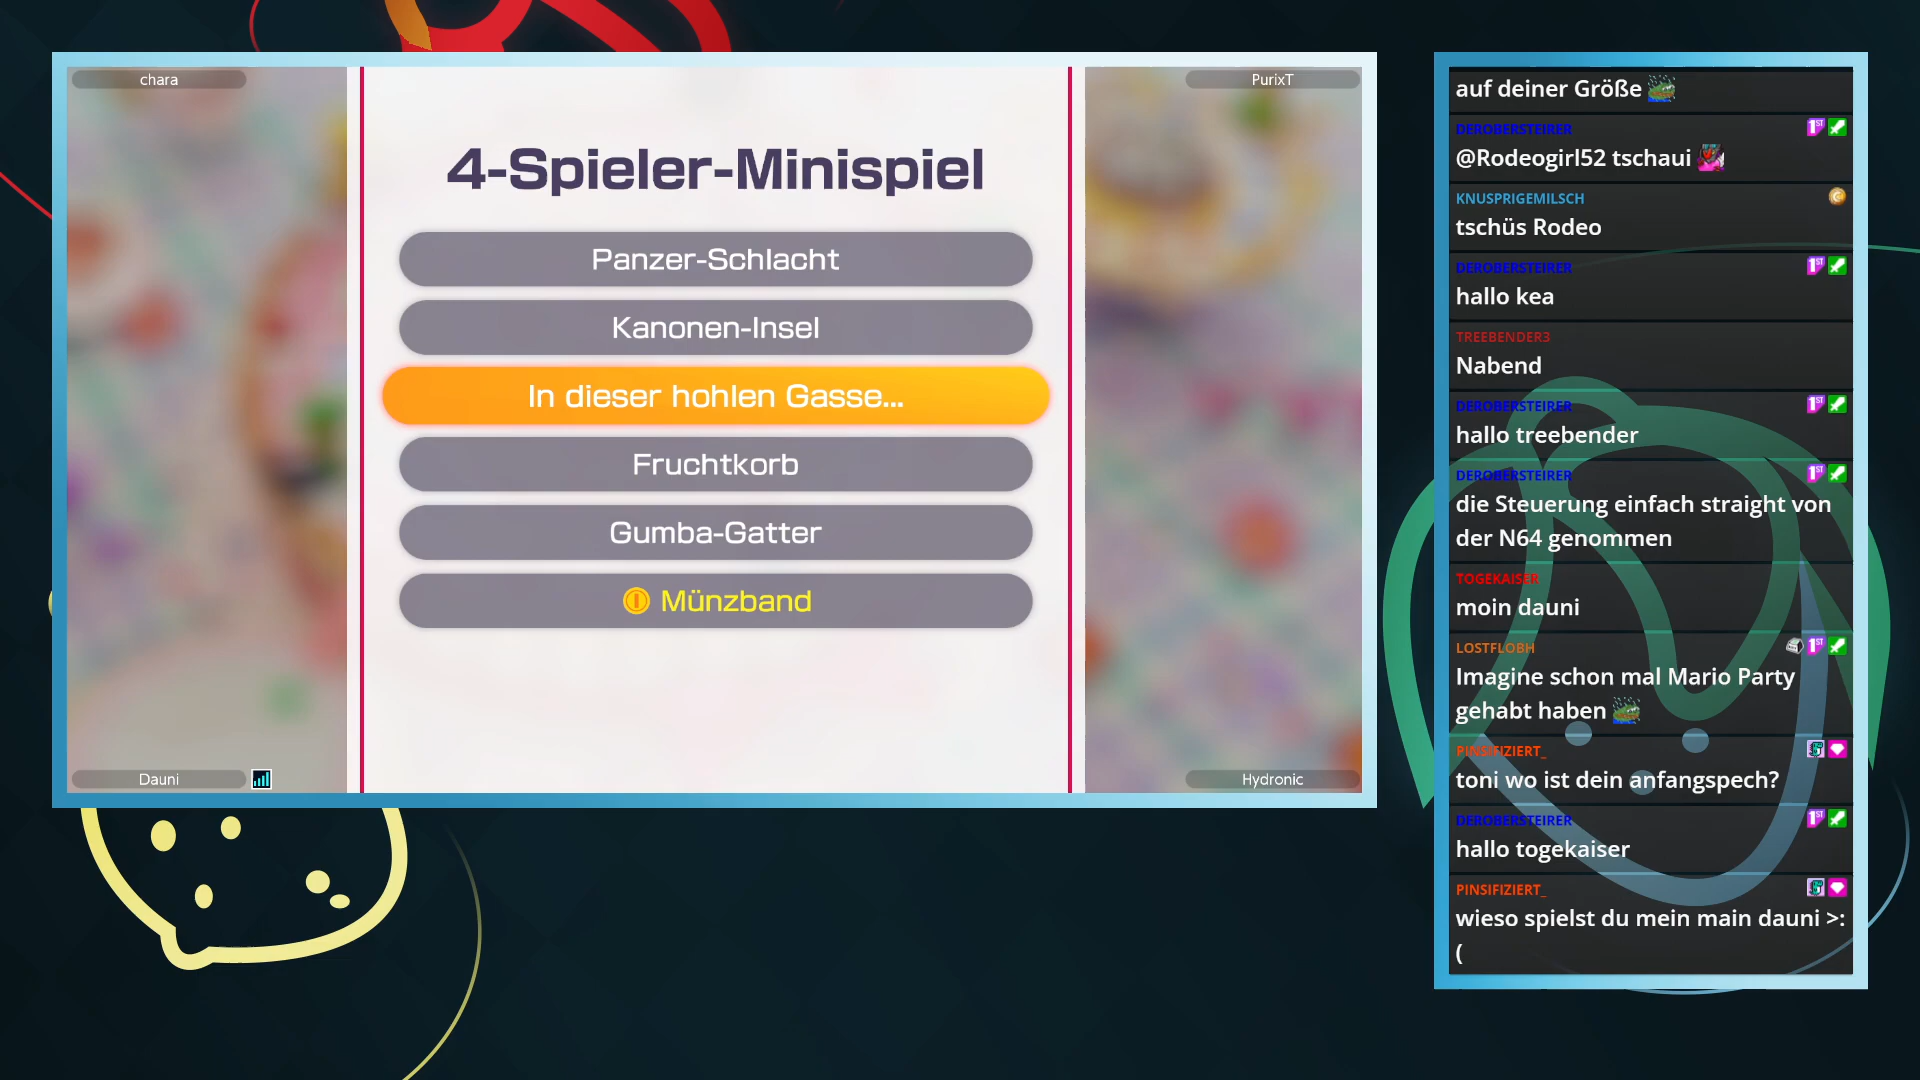 chara
PurixT
4-Spieler-Minispiel
Panzer-Schlacht
Kanonen-Insel
In dieser hohlen Gasse...
Fruchtkorb
Gumba-Gatter
Münzband
Dauni
Hydronic
auf deiner Größe
DEROBERSTEIRER
@Rodeogirl52 tschaui
KNUSPRIGEMILSCH
tschüs Rodeo
DEROBERSTEIRER
hallo kea
TREEBENDER3
Nabend
DEROBERSTEIRER
hallo treebender
DEROBERSTEIRER
die Steuerung einfach straight von
der N64 genommen
TOGEKAISER
moin dauni
LOSTFLOBH
Imagine schon mal Mario Party
gehabt haben
PINSIFIZIERT_
toni wo ist dein anfangspech?
DEROBERSTEIRER
hallo togekaiser
PINSIFIZIERT_
wieso spielst du mein main dauni >:
(